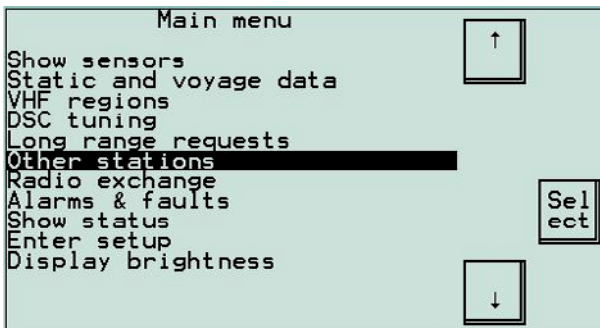 Main menu
↑
Show sensors
Static and voyage data
VHF regions
DSC tuning
Long range requests
Other stations
Radio exchange
Alarms & faults
Show status
Enter setup
Display brightness
Sel
ect
↓